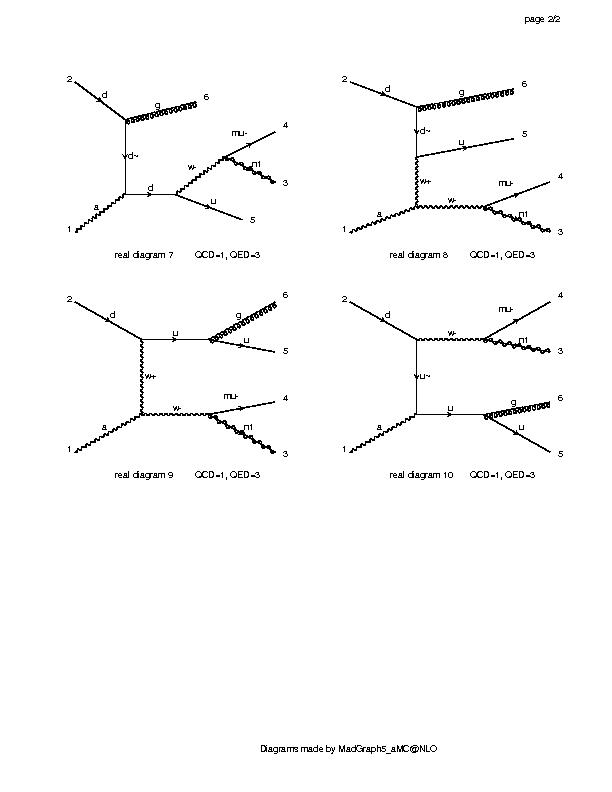 page 2/2
2
d
g
6
mu-
4
d~
w-
n1
3
d
u
a
5
1
real diagram 7 QCD=1, QED=3
2
d
g
6
d~
u
5
w+
mu-
4
w-
n1
a
3
1
real diagram 8 QCD=1, QED=3
2
d
g
6
u
u
5
w+
mu-
4
w-
a
n1
3
1
real diagram 9 QCD=1, QED=3
2
d
mu-
4
w-
n1
3
u~
g
6
u
u
a
5
1
real diagram 10 QCD=1, QED=3
Diagrams made by MadGraph5_aMC@NLO